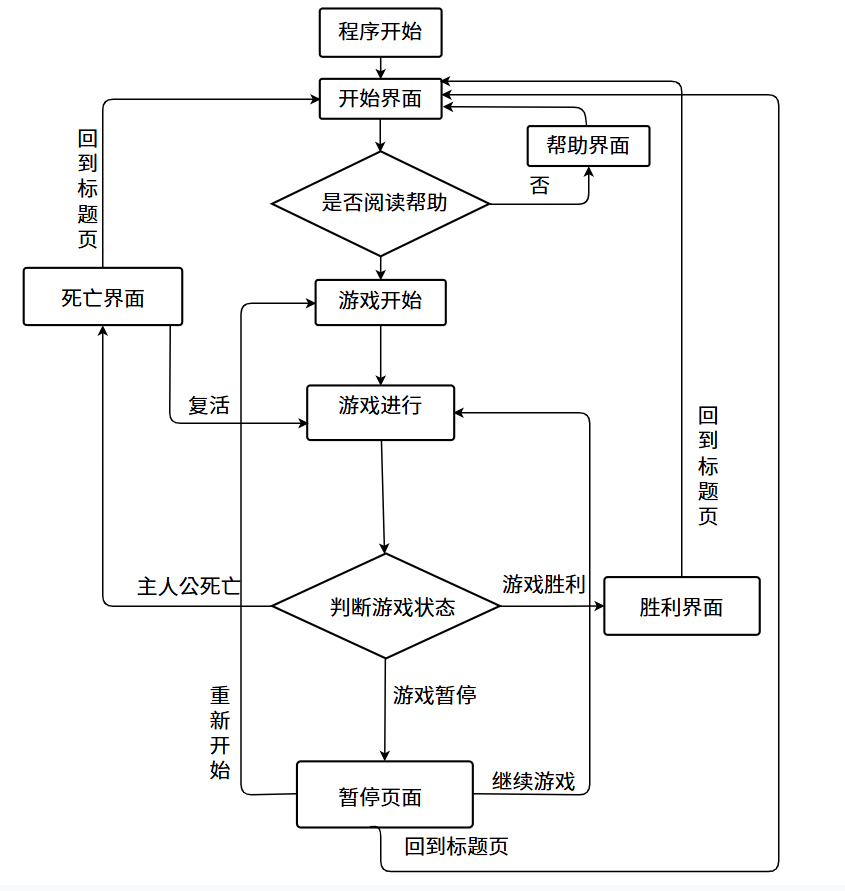 程序开始
开始界面
帮助界面
回到标题页
是否阅读帮助
否
死亡界面
游戏开始
复活
游戏进行
回到标题页
主人公死亡
判断游戏状态
游戏胜利
胜利界面
游戏暂停
重新开始
暂停页面
继续游戏
回到标题页